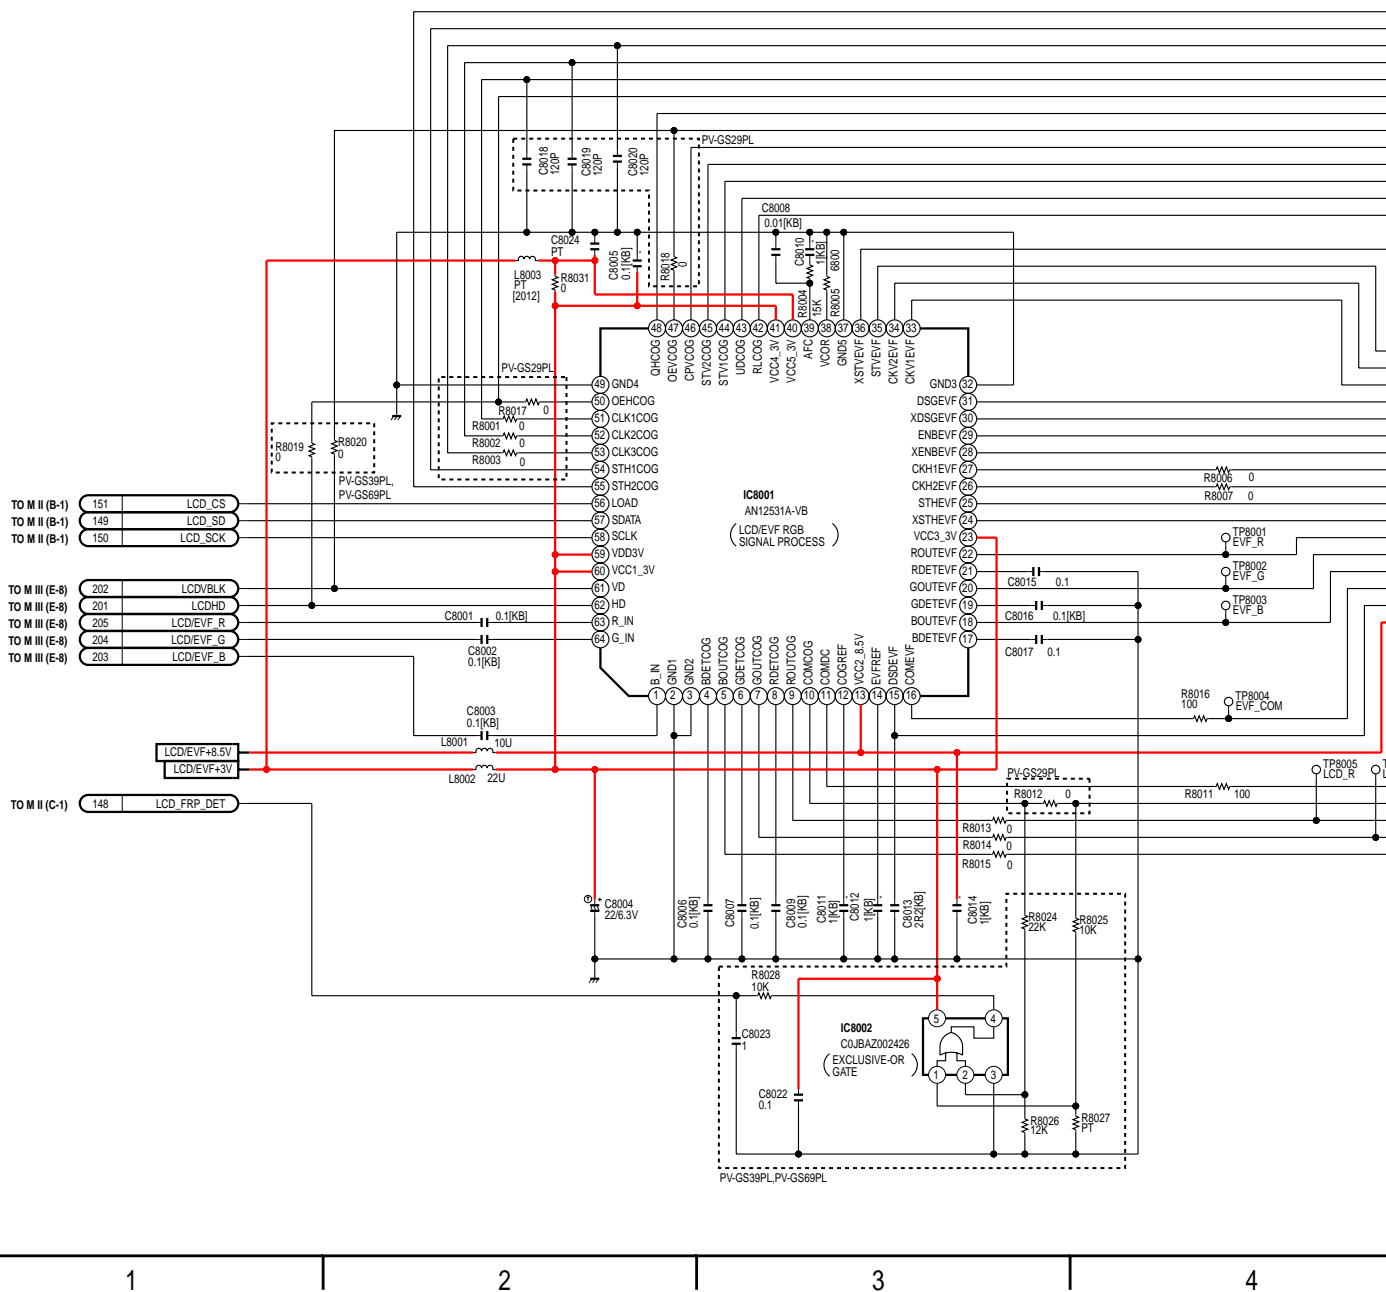 PV-GS29PL
C8018
120P
C8019
120P
C8020
120P
C8008
0.01[KB]
C8024
PT
C8005
0.1[KB]
R8018
0
C8010
1[KB]
6800
R8004
15K
R8005
L8003
PT
[2012]
R8031
0
48 47 46 45 44 43 42 41 40 39 38 37 36 35 34 33
QHCOG
OEVCOG
CPVCOG
STV2COG
STV1COG
UDCOG
RLCOG
VCC4_3V
VCC5_3V
AFC
VCOR
GND5
XSTVEVF
STVEVF
CKV2EVF
CKV1EVF
PV-GS29PL
R8017 0
R8001 0
R8002 0
R8003 0
R8019
0
R8020
0
PV-GS39PL,
PV-GS69PL
49 GND4
50 OEHCOG
51 CLK1COG
52 CLK2COG
53 CLK3COG
54 STH1COG
55 STH2COG
56 LOAD
57 SDATA
58 SCLK
59 VDD3V
60 VCC1_3V
61 VD
62 HD
63 R_IN
64 G_IN
GND3 32
DSGEVF 31
XDSGEVF 30
ENBEVF 29
XENBEVF 28
CKH1EVF 27
CKH2EVF 26
STHEVF 25
XSTHEVF 24
VCC3_3V 23
ROUTEVF 22
RDETEVF 21
GOUTEVF 20
GDETEVF 19
BOUTEVF 18
BDETEVF 17
IC8001
AN12531A-VB
LCD/EVF RGB
SIGNAL PROCESS
R8006 0
R8007 0
TP8001
EVF_R
TP8002
EVF_G
TP8003
EVF_B
C8015 0.1
C8016 0.1[KB]
C8017 0.1
TO M II (B-1) 151 LCD_CS
TO M II (B-1) 149 LCD_SD
TO M II (B-1) 150 LCD_SCK
TO M III (E-8) 202 LCDVBLK
TO M III (E-8) 201 LCDHD
TO M III (E-8) 205 LCD/EVF_R
TO M III (E-8) 204 LCD/EVF_G
TO M III (E-8) 203 LCD/EVF_B
C8001 0.1[KB]
C8002
0.1[KB]
B_IN
GND1
GND2
BDETCOG
BOUTCOG
GDETCOG
GOUTCOG
RDETCOG
ROUTCOG
COMCOG
COMDC
COGREF
VCC2_8.5V
EVFREF
DSDEVF
COMEVF
1 2 3 4 5 6 7 8 9 10 11 12 13 14 15 16
C8003
0.1[KB]
R8016
100
TP8004
EVF_COM
LCD/EVF+8.5V
L8001 10U
LCD/EVF+3V
L8002 22U
TO M II (C-1) 148 LCD_FRP_DET
PV-GS29PL
R8012 0
R8011 100
TP8005
LCD_R
R8013 0
R8014 0
R8015 0
C8004
22/6.3V
C8006
0.1[KB]
C8007
0.1[KB]
C8009
0.1[KB]
C8011
1[KB]
C8012
1[KB]
C8013
2R2[KB]
C8014
1[KB]
R8024
22K
R8025
10K
R8028
10K
C8023
1
IC8002
C0JBAZ002426
EXCLUSIVE-OR
GATE
5 4
1 2 3
C8022
0.1
R8026
12K
R8027
PT
PV-GS39PL,PV-GS69PL
1 2 3 4